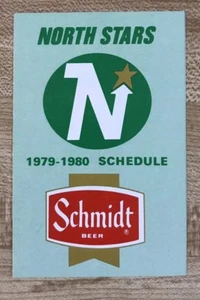 NORTH STARS
N
1979-1980 SCHEDULE
Schmidt
BEER